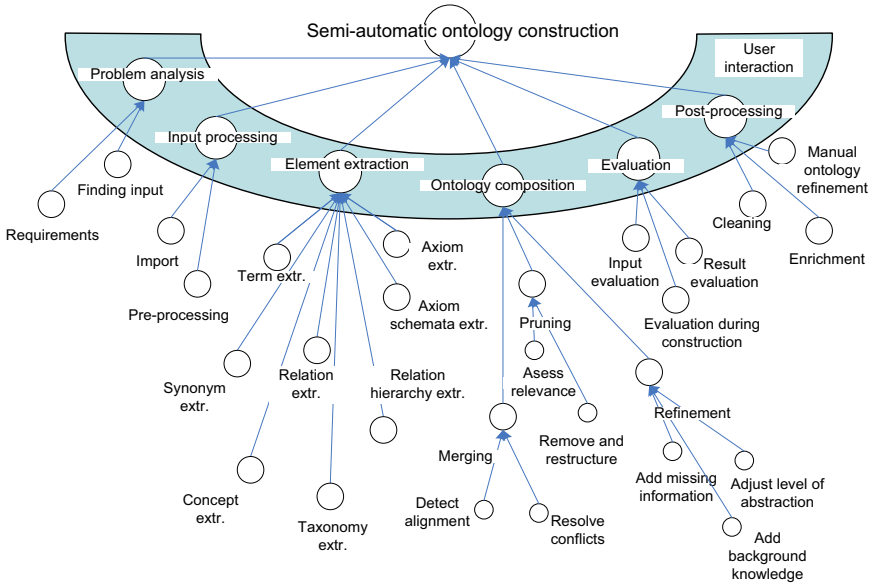 Semi-automatic ontology construction
User
interaction
Problem analysis
Post-processing
Input processing
Element extraction
Evaluation
Ontology composition
Manual
ontology
refinement
Finding input
Requirements
Cleaning
Import
Enrichment
Term extr.
Axiom
extr.
Input
evaluation
Result
evaluation
Pre-processing
Axiom
schemata extr.
Pruning
Evaluation during
construction
Synonym
extr.
Relation
extr.
Relation
hierarchy extr.
Asess
relevance
Refinement
Merging
Remove and
restructure
Add missing
information
Adjust level of
abstraction
Concept
extr.
Taxonomy
extr.
Detect
alignment
Resolve
conflicts
Add
background
knowledge